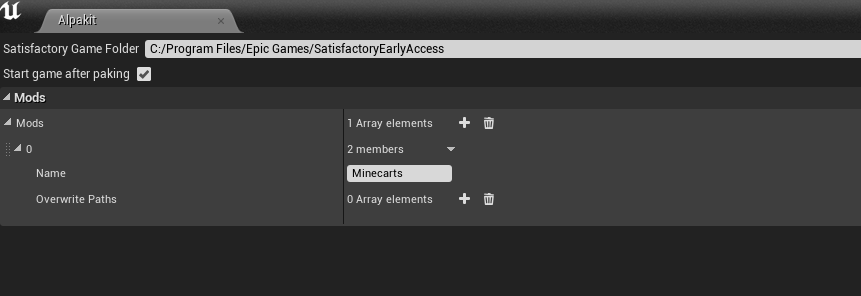 Alpakit
Satisfactory Game Folder C:/Program Files/Epic Games/SatisfactoryEarlyAccess
Start game after paking
Mods
Mods 1 Array elements
0 2 members
Name Minecarts
Overwrite Paths 0 Array elements